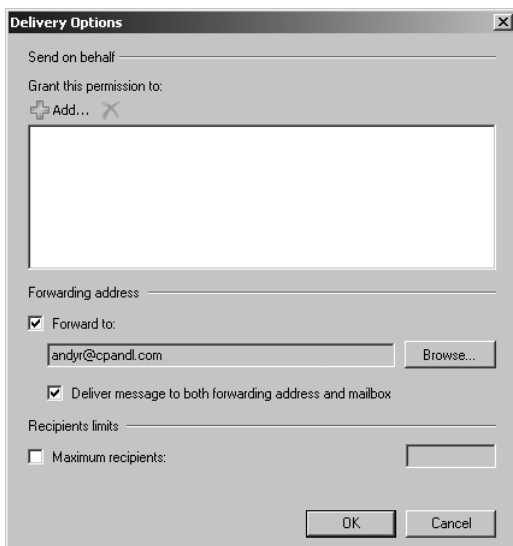 Delivery Options
Send on behalf
Grant this permission to:
Add...
Forwarding address
Forward to:
andyr@cpandl.com
Browse...
Deliver message to both forwarding address and mailbox
Recipients limits
Maximum recipients:
OK
Cancel